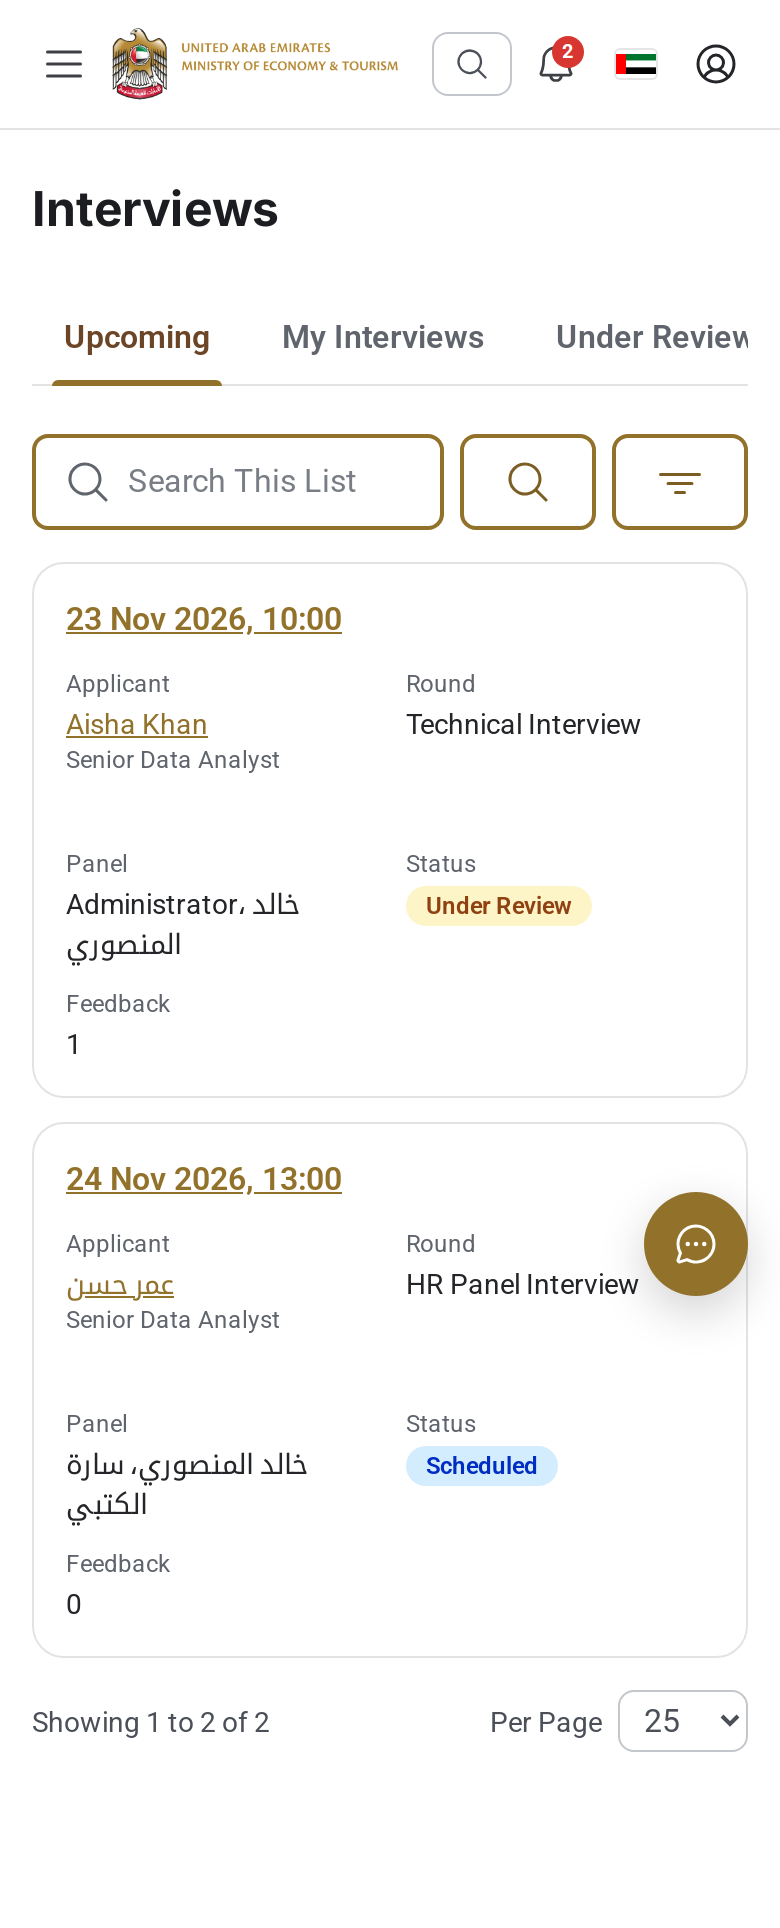 UNITED ARAB EMIRATES
MINISTRY OF ECONOMY & TOURISM
2
Interviews
Upcoming
My Interviews
Under Review
Search This List
23 Nov 2026, 10:00
Applicant
Round
Aisha Khan
Technical Interview
Senior Data Analyst
Panel
Status
Administrator، خالد
Under Review
المنصوري
Feedback
1
24 Nov 2026, 13:00
Applicant
Round
عمر حسن
HR Panel Interview
Senior Data Analyst
Panel
Status
خالد المنصوري، سارة
Scheduled
الكتبي
Feedback
0
Showing 1 to 2 of 2
Per Page
25